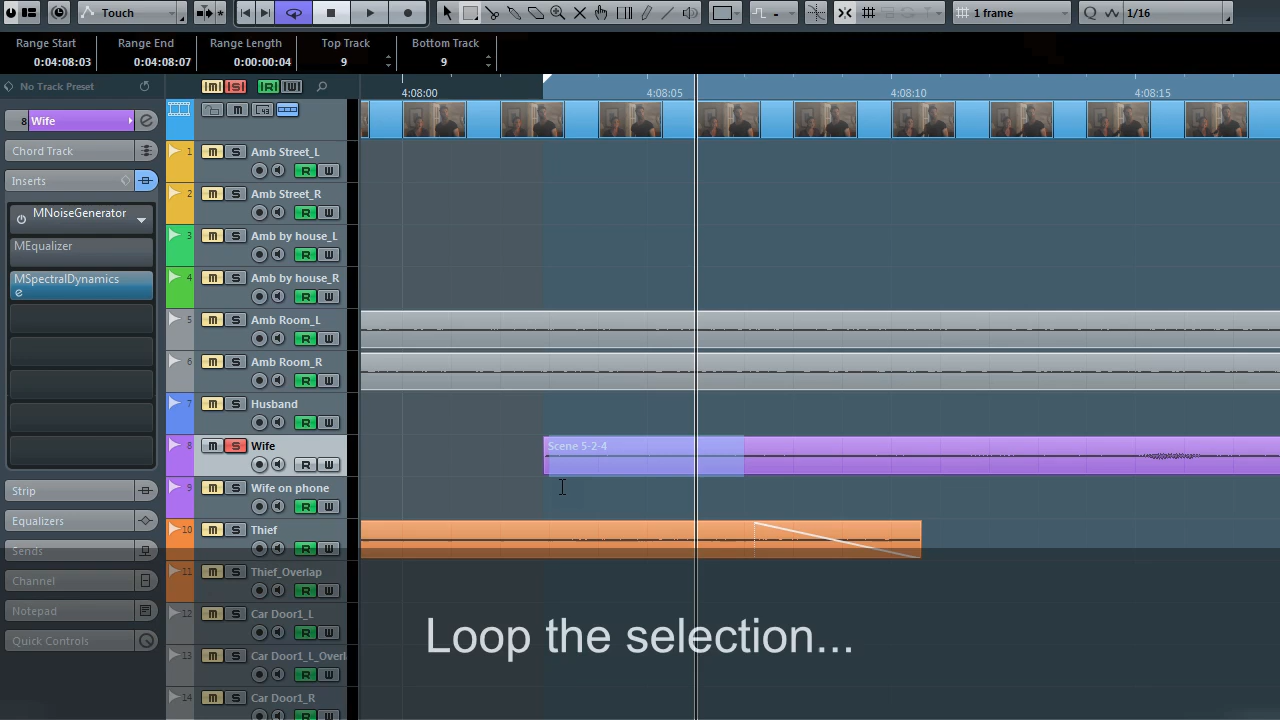 Touch
1 frame
1/16
Range Start
Range End
Range Length
Top Track
Bottom Track
0:04:08:03
0:04:08:07
0:00:00:04
9
9
No Track Preset
M S R W
4:08:00
4:08:05
4:08:10
4:08:15
8 Wife
Chord Track
Inserts
MNoiseGenerator
MEqualizer
MSpectralDynamics
Strip
Equalizers
Sends
Channel
Notepad
Quick Controls
M
1 M S Amb Street_L
R W
2 M S Amb Street_R
R W
3 M S Amb by house_L
R W
4 M S Amb by house_R
R W
5 M S Amb Room_L
R W
6 M S Amb Room_R
R W
7 M S Husband
R W
8 M S Wife
R W
Scene 5-2-4
9 M S Wife on phone
R W
10 M S Thief
R W
11 M S Thief_Overlap
R W
12 M S Car Door1_L
R W
13 M S Car Door1_L_Overl
R W
14 M S Car Door1_R
R W
Loop the selection...